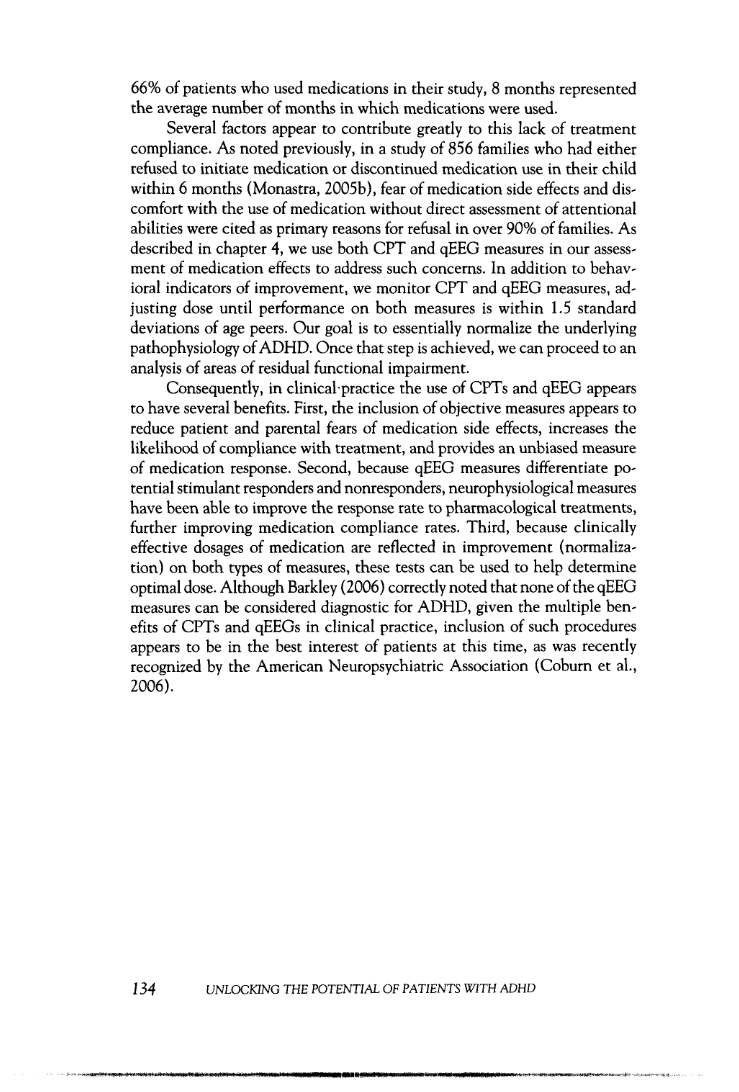 66% of patients who used medications in their study, 8 months represented
the average number of months in which medications were used.
Several factors appear to contribute greatly to this lack of treatment
compliance. As noted previously, in a study of 856 families who had either
refused to initiate medication or discontinued medication use in their child
within 6 months (Monastra, 2005b), fear of medication side effects and dis-
comfort with the use of medication without direct assessment of attentional
abilities were cited as primary reasons for refusal in over 90% of families. As
described in chapter 4, we use both CPT and qEEG measures in our assess-
ment of medication effects to address such concerns. In addition to behav-
ioral indicators of improvement, we monitor CPT and qEEG measures, ad-
justing dose until performance on both measures is within 1.5 standard
deviations of age peers. Our goal is to essentially normalize the underlying
pathophysiology of ADHD. Once that step is achieved, we can proceed to an
analysis of areas of residual functional impairment.
Consequently, in clinical practice the use of CPTs and qEEG appears
to have several benefits. First, the inclusion of objective measures appears to
reduce patient and parental fears of medication side effects, increases the
likelihood of compliance with treatment, and provides an unbiased measure
of medication response. Second, because qEEG measures differentiate po-
tential stimulant responders and nonresponders, neurophysiological measures
have been able to improve the response rate to pharmacological treatments,
further improving medication compliance rates. Third, because clinically
effective dosages of medication are reflected in improvement (normaliza-
tion) on both types of measures, these tests can be used to help determine
optimal dose. Although Barkley (2006) correctly noted that none of the qEEG
measures can be considered diagnostic for ADHD, given the multiple ben-
efits of CPTs and qEEGs in clinical practice, inclusion of such procedures
appears to be in the best interest of patients at this time, as was recently
recognized by the American Neuropsychiatric Association (Coburn et al.,
2006).
134 UNLOCKING THE POTENTIAL OF PATIENTS WITH ADHD